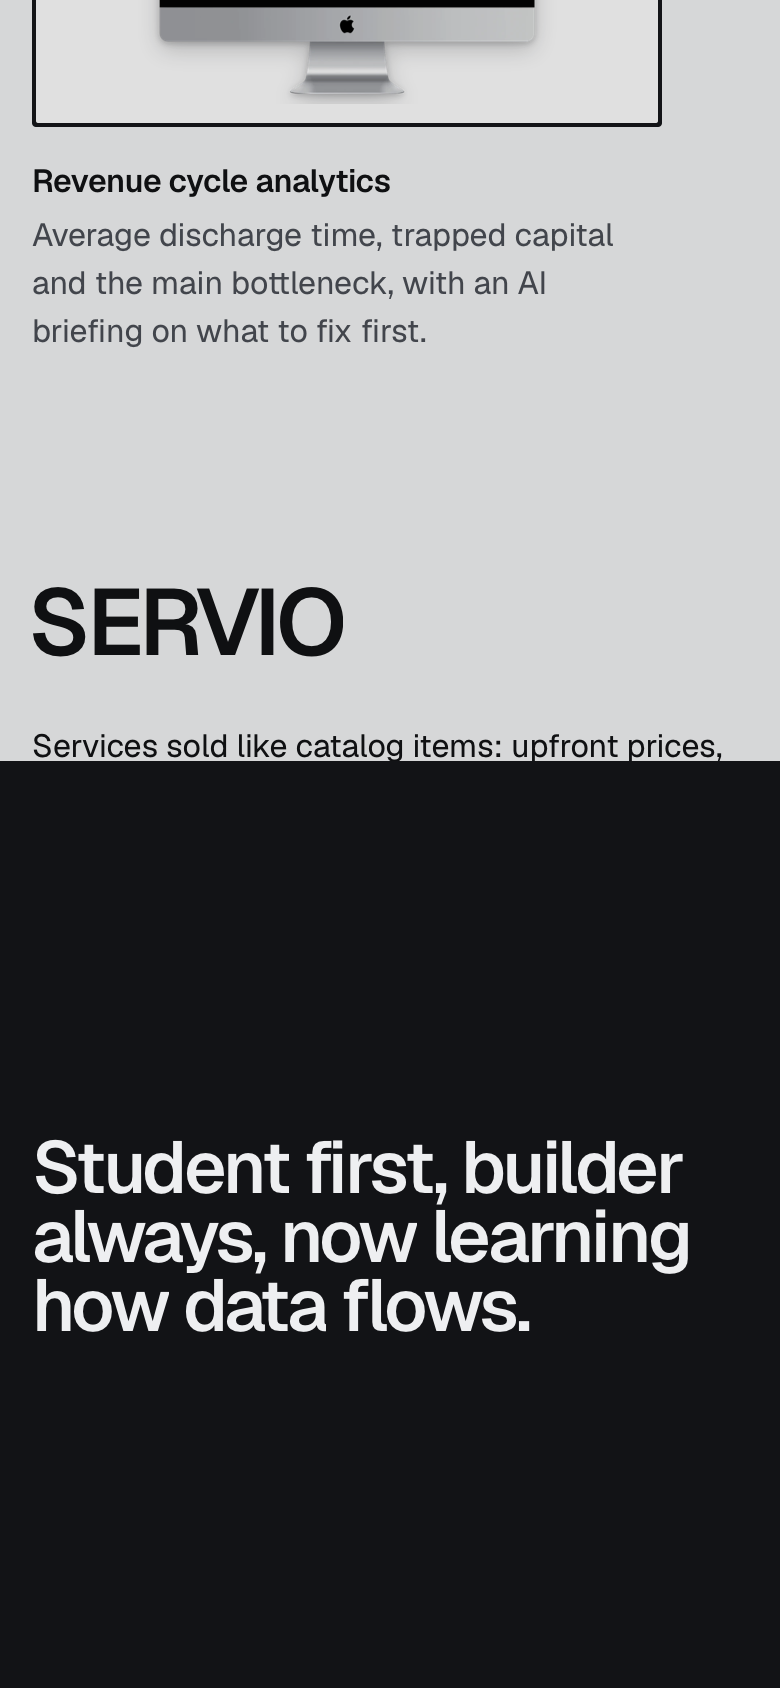 Revenue cycle analytics
Average discharge time, trapped capital
and the main bottleneck, with an AI
briefing on what to fix first.
SERVIO
Services sold like catalog items: upfront prices,
Student first, builder
always, now learning
how data flows.